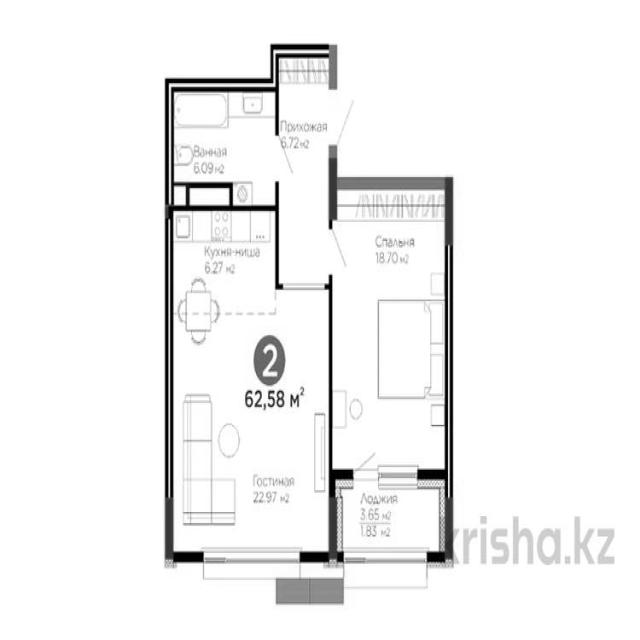 Прихожая
6.72 м2
Ванная
6.09 м2
Спальня
18.70 м2
Кухня-ниша
6.27 м2
2
62,58 м²
Гостиная
22.97 м2
Лоджия
3.65 м2
1.83 м2
krisha.kz